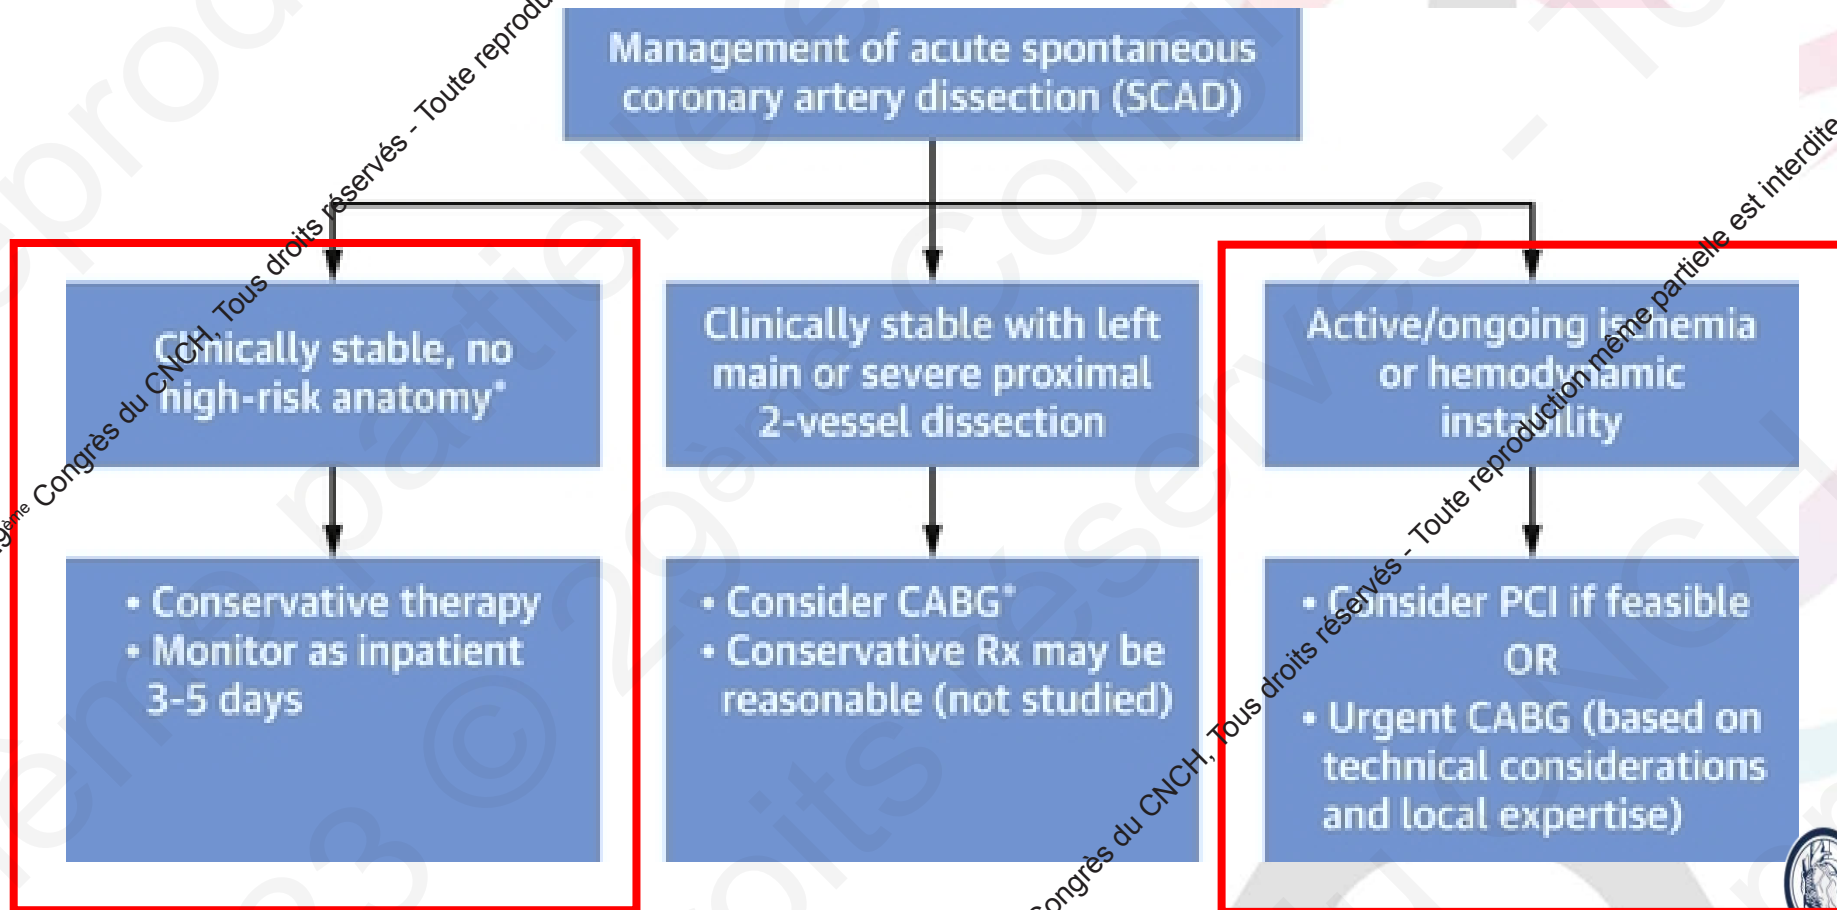 Management of acute spontaneous
coronary artery dissection (SCAD)
Clinically stable, no
high-risk anatomy*
Clinically stable with left
main or severe proximal
2-vessel dissection
Active/ongoing ischemia
or hemodynamic
instability
• Conservative therapy
• Monitor as inpatient
3-5 days
• Consider CABG*
• Conservative Rx may be
reasonable (not studied)
• Consider PCI if feasible
OR
• Urgent CABG (based on
technical considerations
and local expertise)
ème Congrès du CNCH, Tous droits réservés - Toute reprodu
Congrès du CNCH, Tous droits réservés - Toute reproduction même partielle est interdite